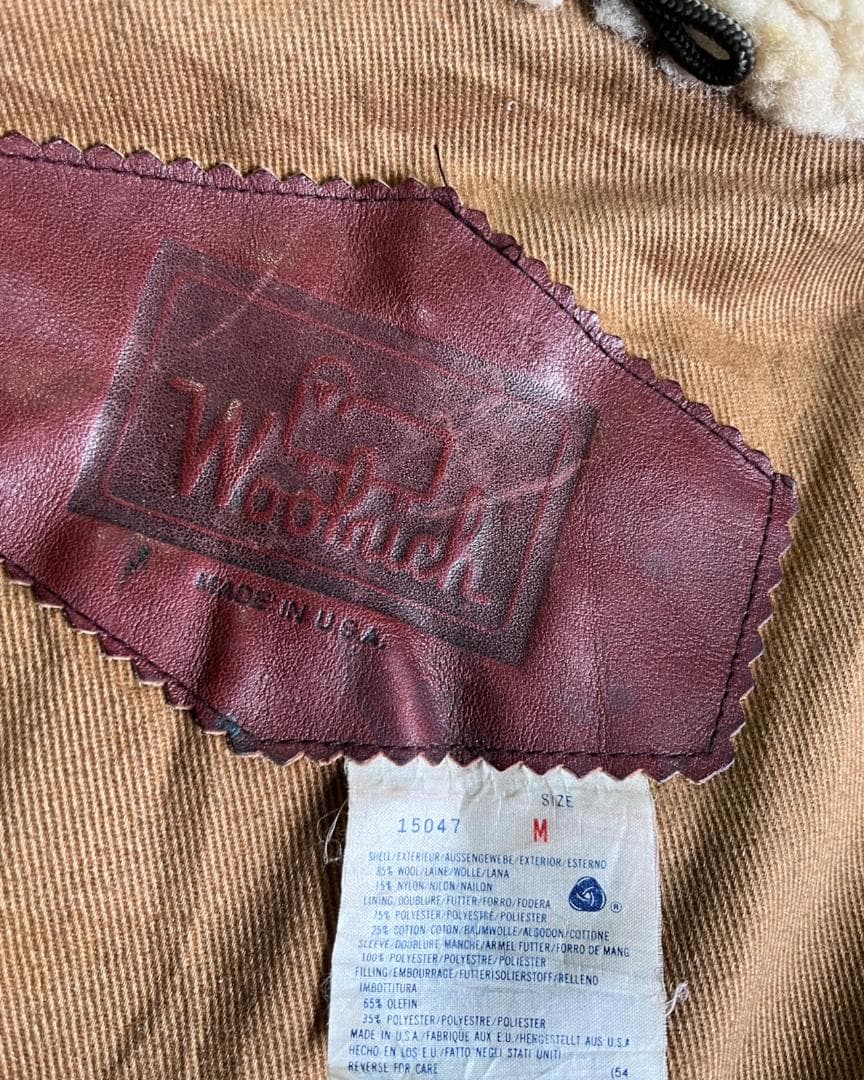 Woolrich
MADE IN U.S.A.
SIZE
15047 M
SHELL/EXTERIEUR/AUSSENGEWEBE/EXTERIOR/ESTERNO
85% WOOL/LAINE/WOLLE/LANA
15% NYLON/NILON/NAILON
LINING/DOUBLURE/FUTTER/FORRO/FODERA ®
75% POLYESTER/POLYESTRE/POLIESTER
25% COTTON/COTON/BAUMWOLLE/ALGODON/COTTONE
SLEEVE/DOUBLURE MANCHE/ARMEL FUTTER/FORRO DE MANG
100% POLYESTER/POLYESTRE/POLIESTER
FILLING/EMBOURRAGE/FUTTERISOLIERSTOFF/RELLENO
IMBOTTITURA
65% OLEFIN
35% POLYESTER/POLYESTRE/POLIESTER
MADE IN U.S.A./FABRIQUE AUX E.U./HERGESTELLT AUS U.S.A
HECHO EN LOS E.U./FATTO NEGLI STATI UNITI
REVERSE FOR CARE (54